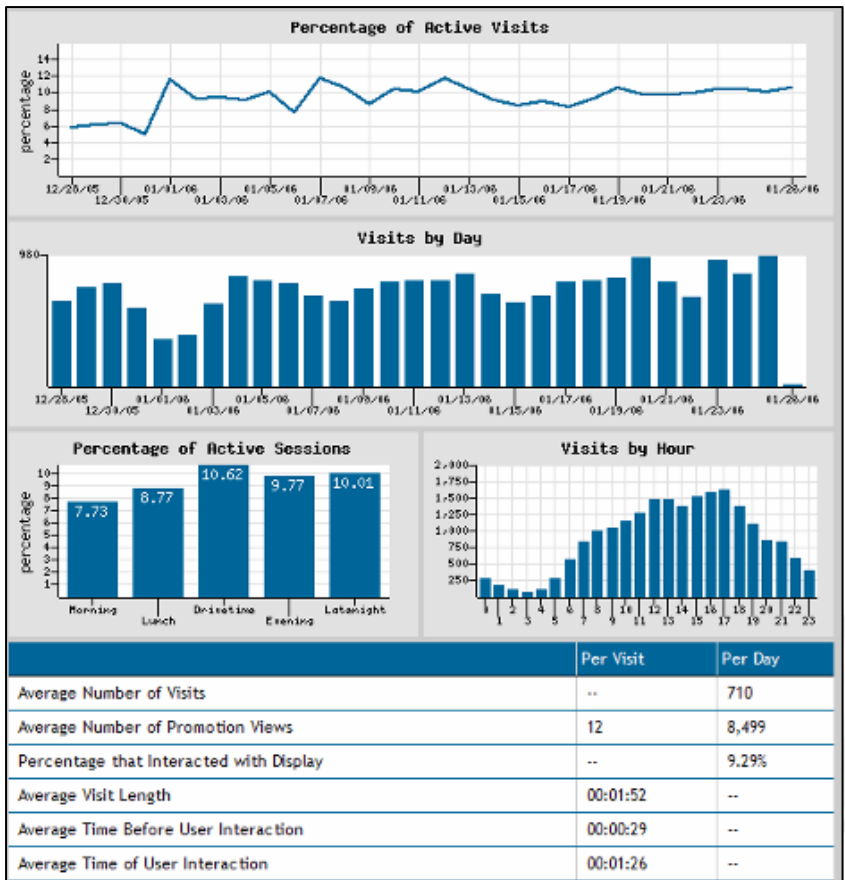 Percentage of Active Visits
percentage
14
12
10
8
6
4
2
12/28/05 01/01/06 01/05/06 01/09/06 01/13/06 01/17/06 01/21/06 01/26/06
12/30/05 01/03/06 01/07/06 01/11/06 01/15/06 01/19/06 01/23/06
Visits by Day
980
12/28/05 01/01/06 01/05/06 01/09/06 01/13/06 01/17/06 01/21/06 01/26/06
12/30/05 01/03/06 01/07/06 01/11/06 01/15/06 01/19/06 01/23/06
Percentage of Active Sessions
percentage
10
9
8
7
6
5
4
3
2
1
7.73 8.77 10.62 9.77 10.01
Morning Drivetime Latenight
Lunch Evening
Visits by Hour
2,000
1,750
1,500
1,250
1,000
750
500
250
0 2 4 6 8 10 12 14 16 18 20 22
1 3 5 7 9 11 13 15 17 19 21 23
Per Visit Per Day
Average Number of Visits -- 710
Average Number of Promotion Views 12 8,499
Percentage that Interacted with Display -- 9.29%
Average Visit Length 00:01:52 --
Average Time Before User Interaction 00:00:29 --
Average Time of User Interaction 00:01:26 --